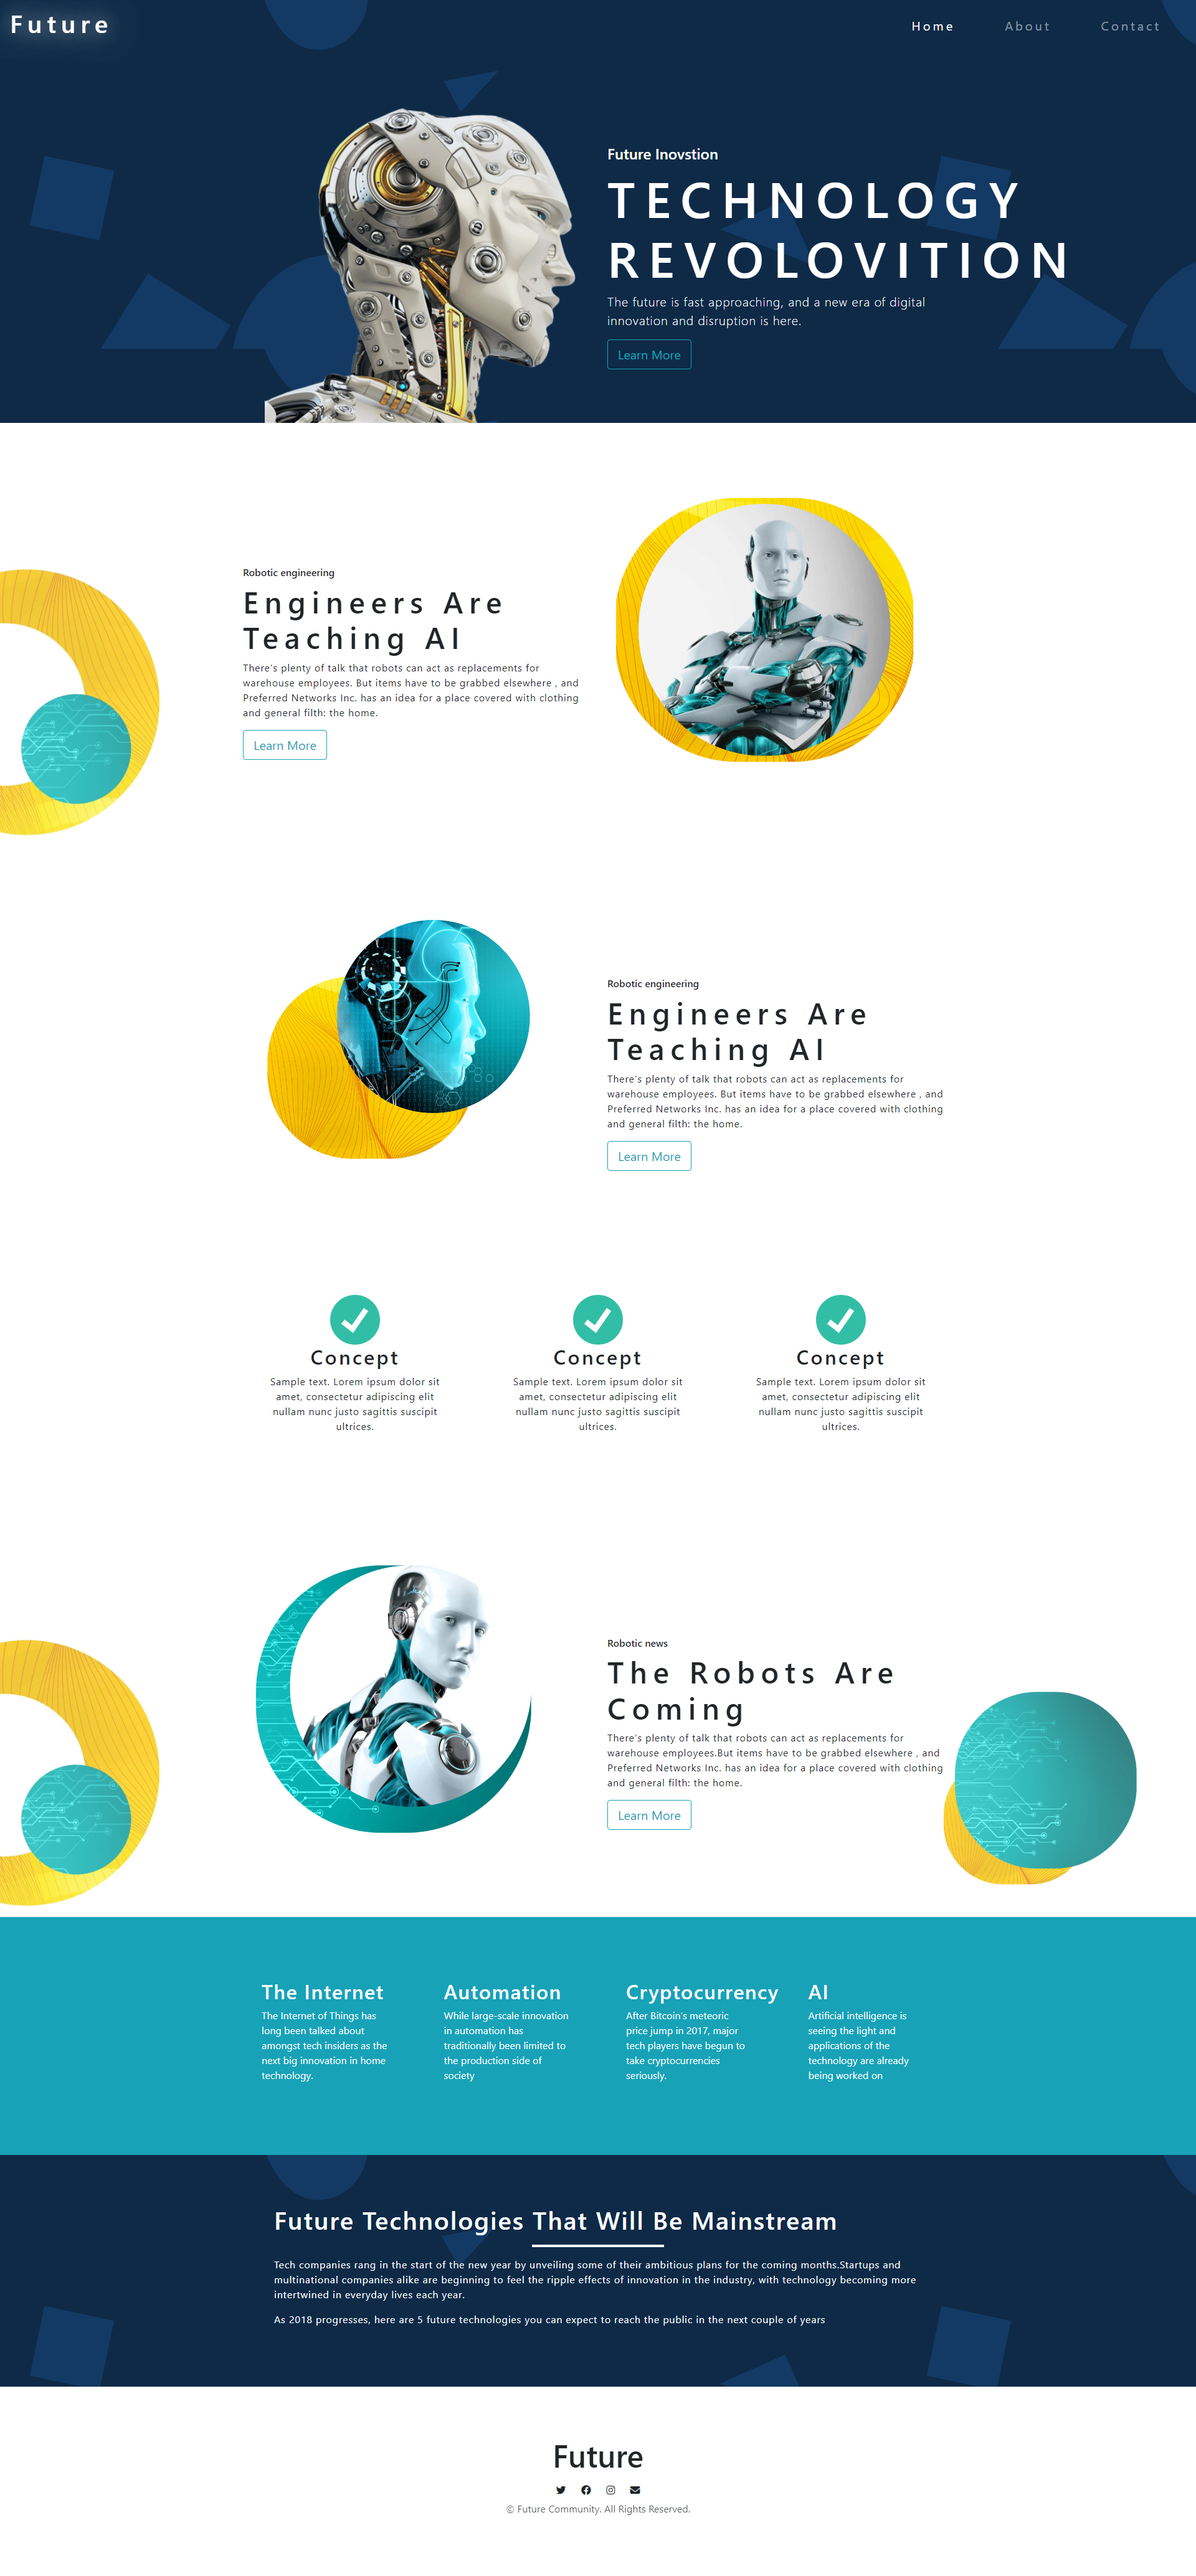 Future
Home About Contact
Future Inovstion
TECHNOLOGY
REVOLOVITION
The future is fast approaching, and a new era of digital
innovation and disruption is here.
Learn More
Robotic engineering
Engineers Are
Teaching AI
There's plenty of talk that robots can act as replacements for
warehouse employees. But items have to be grabbed elsewhere , and
Preferred Networks Inc. has an idea for a place covered with clothing
and general filth: the home.
Learn More
Robotic engineering
Engineers Are
Teaching AI
There's plenty of talk that robots can act as replacements for
warehouse employees. But items have to be grabbed elsewhere , and
Preferred Networks Inc. has an idea for a place covered with clothing
and general filth: the home.
Learn More
Concept
Sample text. Lorem ipsum dolor sit
amet, consectetur adipiscing elit
nullam nunc justo sagittis suscipit
ultrices.
Concept
Sample text. Lorem ipsum dolor sit
amet, consectetur adipiscing elit
nullam nunc justo sagittis suscipit
ultrices.
Concept
Sample text. Lorem ipsum dolor sit
amet, consectetur adipiscing elit
nullam nunc justo sagittis suscipit
ultrices.
Robotic news
The Robots Are
Coming
There's plenty of talk that robots can act as replacements for
warehouse employees.But items have to be grabbed elsewhere , and
Preferred Networks Inc. has an idea for a place covered with clothing
and general filth: the home.
Learn More
The Internet
The Internet of Things has
long been talked about
amongst tech insiders as the
next big innovation in home
technology.
Automation
While large-scale innovation
in automation has
traditionally been limited to
the production side of
society
Cryptocurrency
After Bitcoin's meteoric
price jump in 2017, major
tech players have begun to
take cryptocurrencies
seriously.
AI
Artificial intelligence is
seeing the light and
applications of the
technology are already
being worked on
Future Technologies That Will Be Mainstream
Tech companies rang in the start of the new year by unveiling some of their ambitious plans for the coming months.Startups and
multinational companies alike are beginning to feel the ripple effects of innovation in the industry, with technology becoming more
intertwined in everyday lives each year.
As 2018 progresses, here are 5 future technologies you can expect to reach the public in the next couple of years
Future
© Future Community. All Rights Reserved.